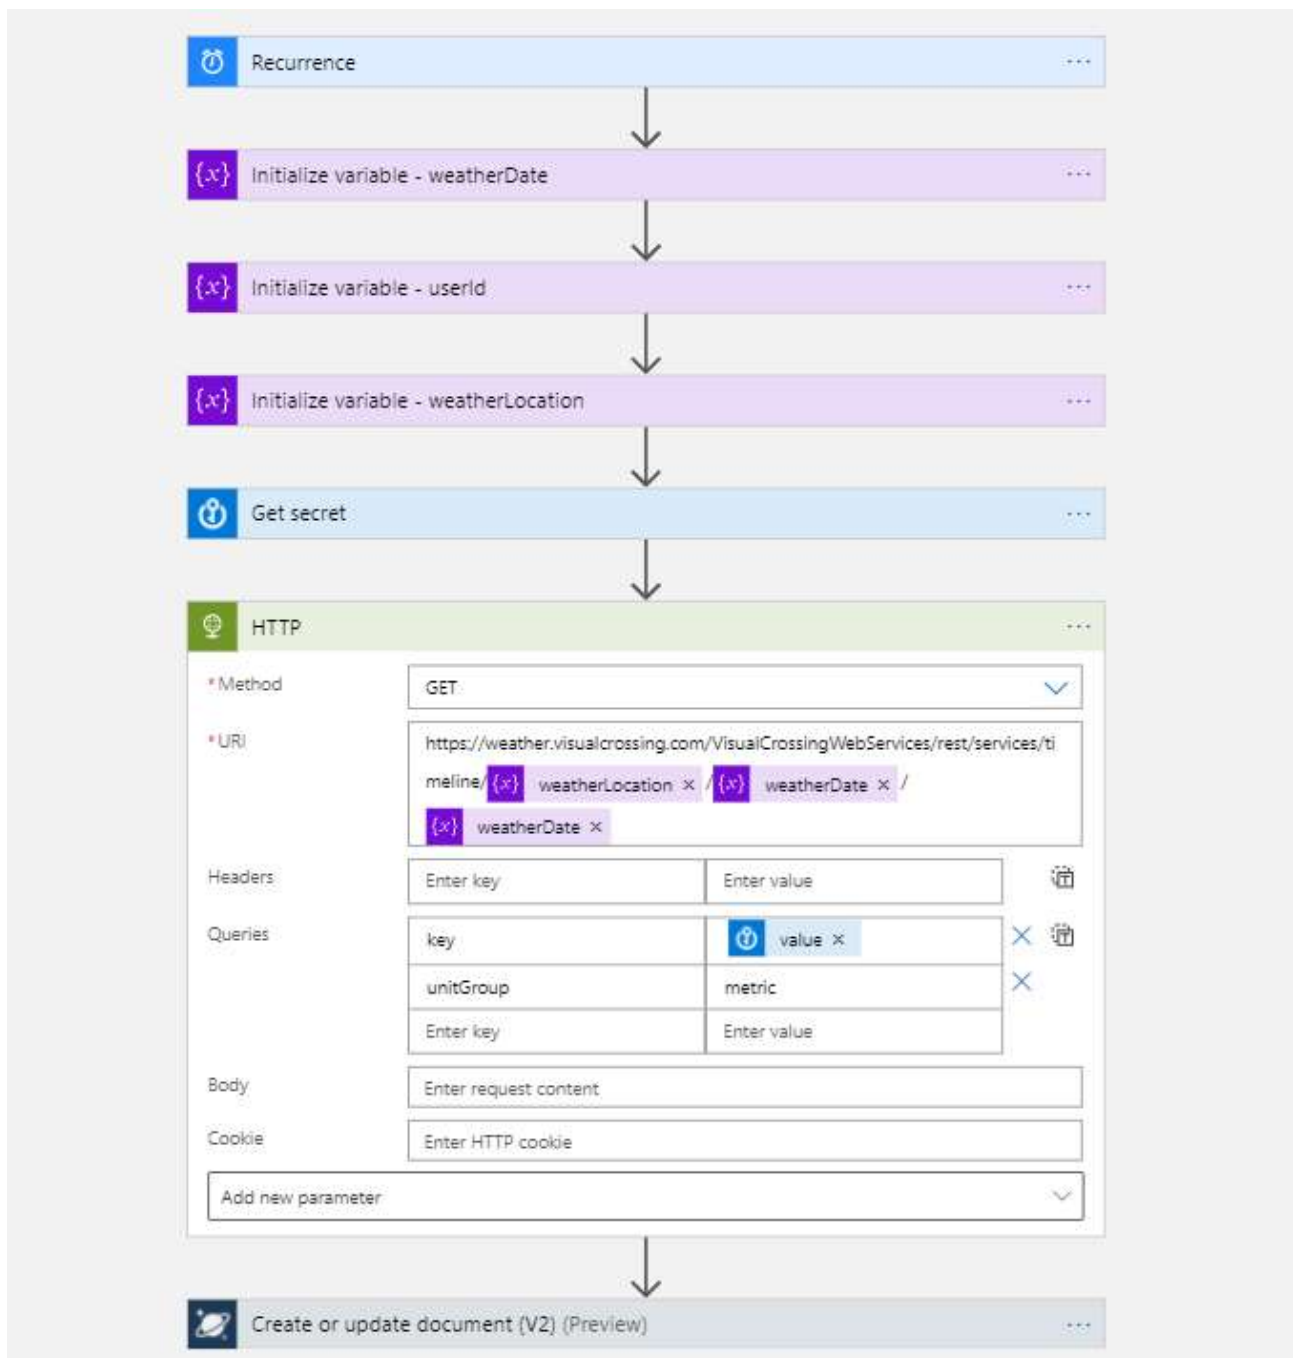 Recurrence
{x} Initialize variable - weatherDate
{x} Initialize variable - userId
{x} Initialize variable - weatherLocation
Get secret
HTTP
*Method GET
*URI https://weather.visualcrossing.com/VisualCrossingWebServices/rest/services/ti
meline/ {x} weatherLocation × / {x} weatherDate × /
{x} weatherDate ×
Headers Enter key Enter value
Queries key value ×
unitGroup metric
Enter key Enter value
Body Enter request content
Cookie Enter HTTP cookie
Add new parameter
Create or update document (V2) (Preview)